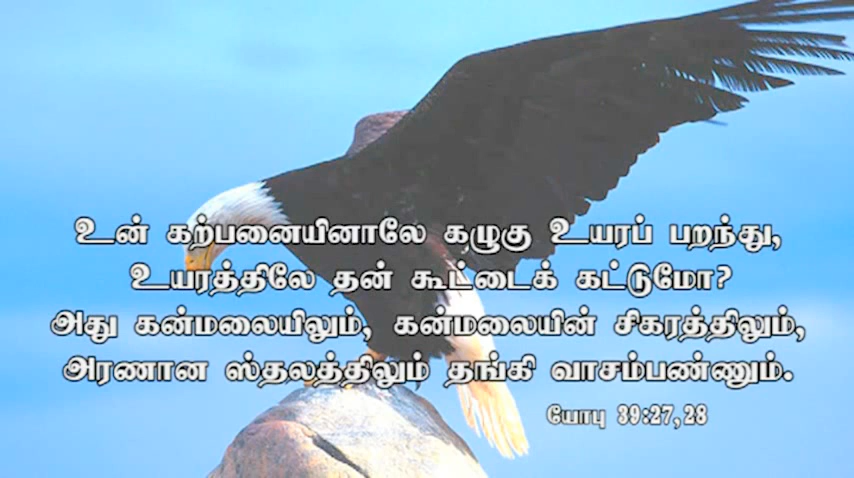 உன் கற்பனையினாலே கழுகு உயரப் பறந்து,
உயரத்திலே தன் கூட்டைக் கட்டுமோ?
அது கன்மலையிலும், கன்மலையின் சிகரத்திலும்,
அரணான ஸ்தலத்திலும் தங்கி வாசம்பண்ணும்.
யோபு 39:27,28